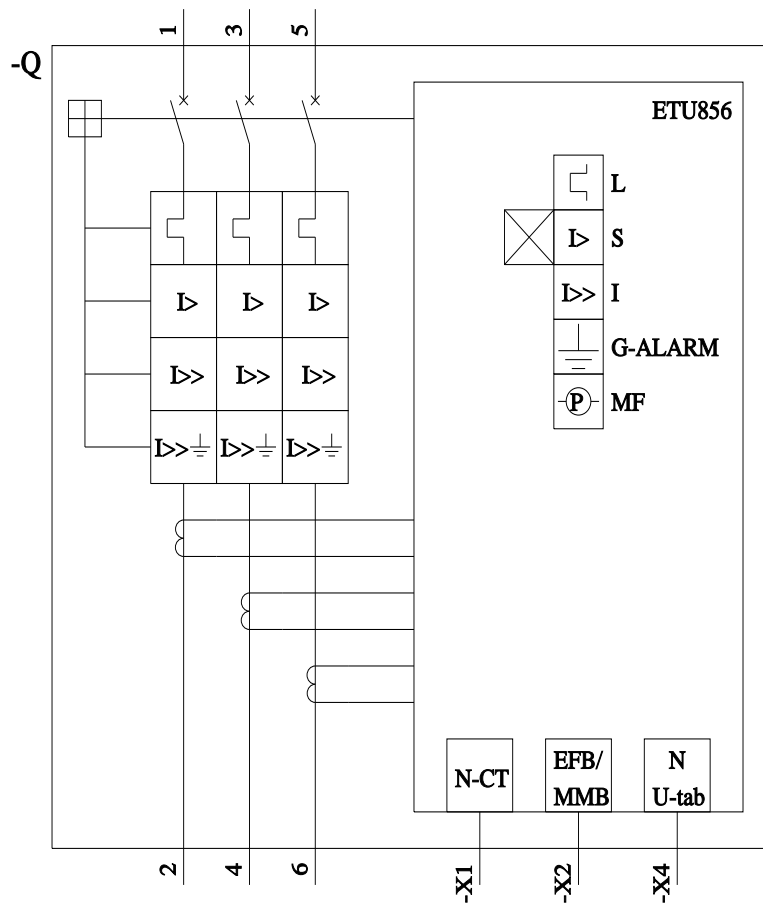 1 3 5
-Q
ETU856
L
I> I> I> I> S
I>> I>> I>> I>> I
G-ALARM
P MF
I>> I>> I>>
N-CT
EFB/
MMB
N
U-tab
2 4 6
-X1 -X2 -X4